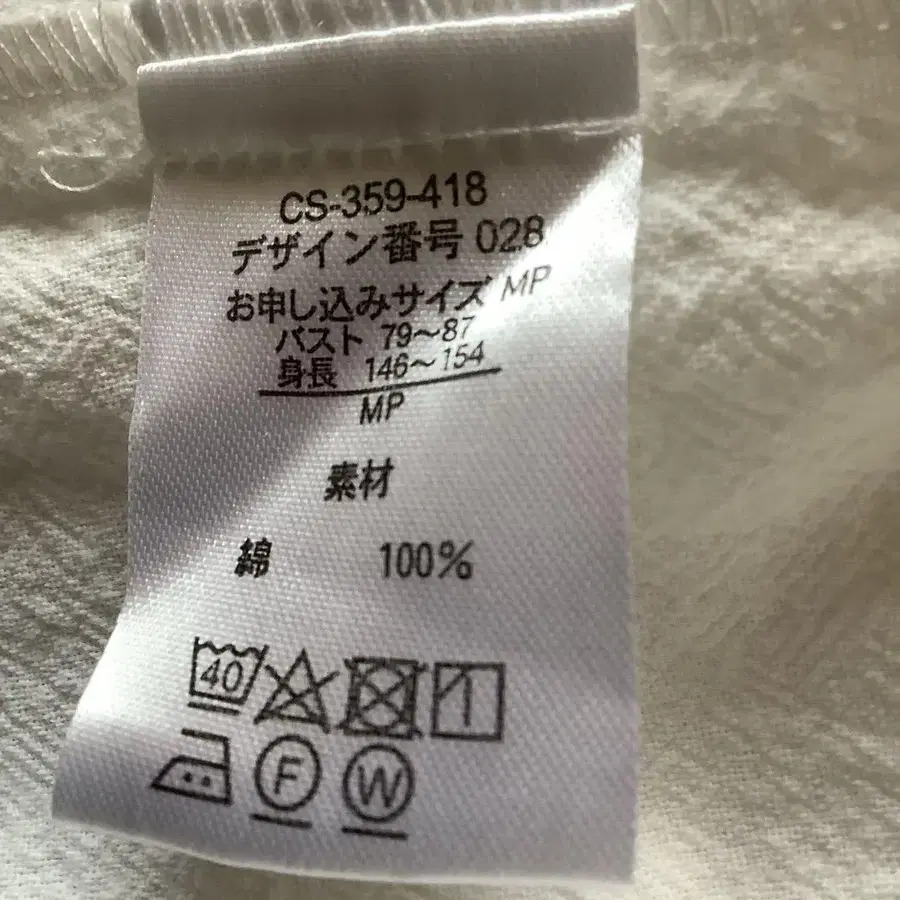 CS-359-418
デザイン番号 028
お申し込みサイズ MP
バスト 79～87
身長 146～154
MP
素材
綿 100%
40
F W